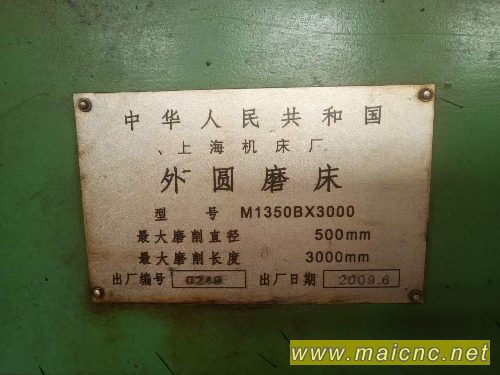 中华人民共和国
上海机床厂
外圆磨床
型 号 M1350BX3000
最大磨削直径 500mm
最大磨削长度 3000mm
出厂编号 0249 出厂日期 2009.6
www.maicnc.net